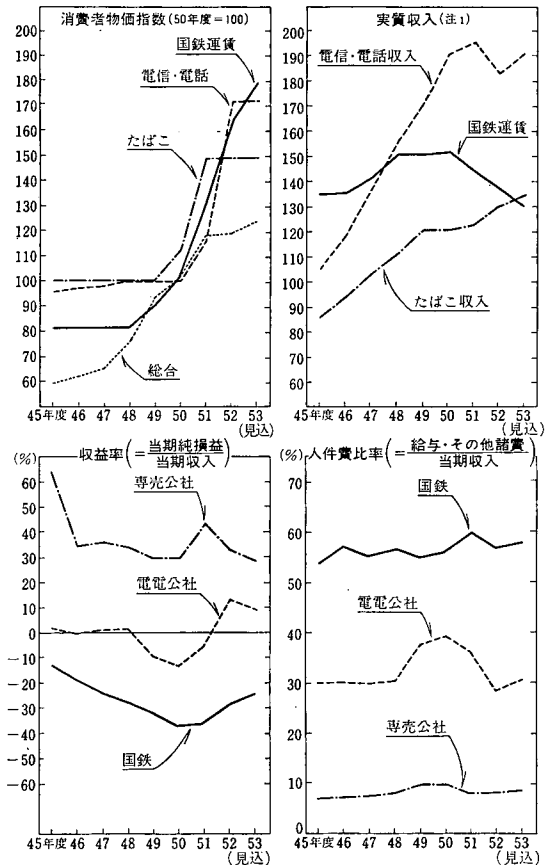 消費者物価指数(50年度=100)
200
190
180
170
160
150
140
130
120
110
100
90
80
70
60
国鉄運賃
電信・電話
たばこ
総合
45年度 46 47 48 49 50 51 52 53
(見込)
実質収入(注1)
200
190
180
170
160
150
140
130
120
110
100
90
80
70
60
電信・電話収入
国鉄運賃
たばこ収入
45年度 46 47 48 49 50 51 52 53
(見込)
収益率(=当期純損益/当期収入)
(%)
60
50
40
30
20
10
0
-10
-20
-30
-40
-50
-60
専売公社
電電公社
国鉄
45年度 46 47 48 49 50 51 52 53
(見込)
人件費比率(=給与・その他諸費/当期収入)
(%)
70
60
50
40
30
20
10
0
国鉄
電電公社
専売公社
45年度 46 47 48 49 50 51 52 53
(見込)